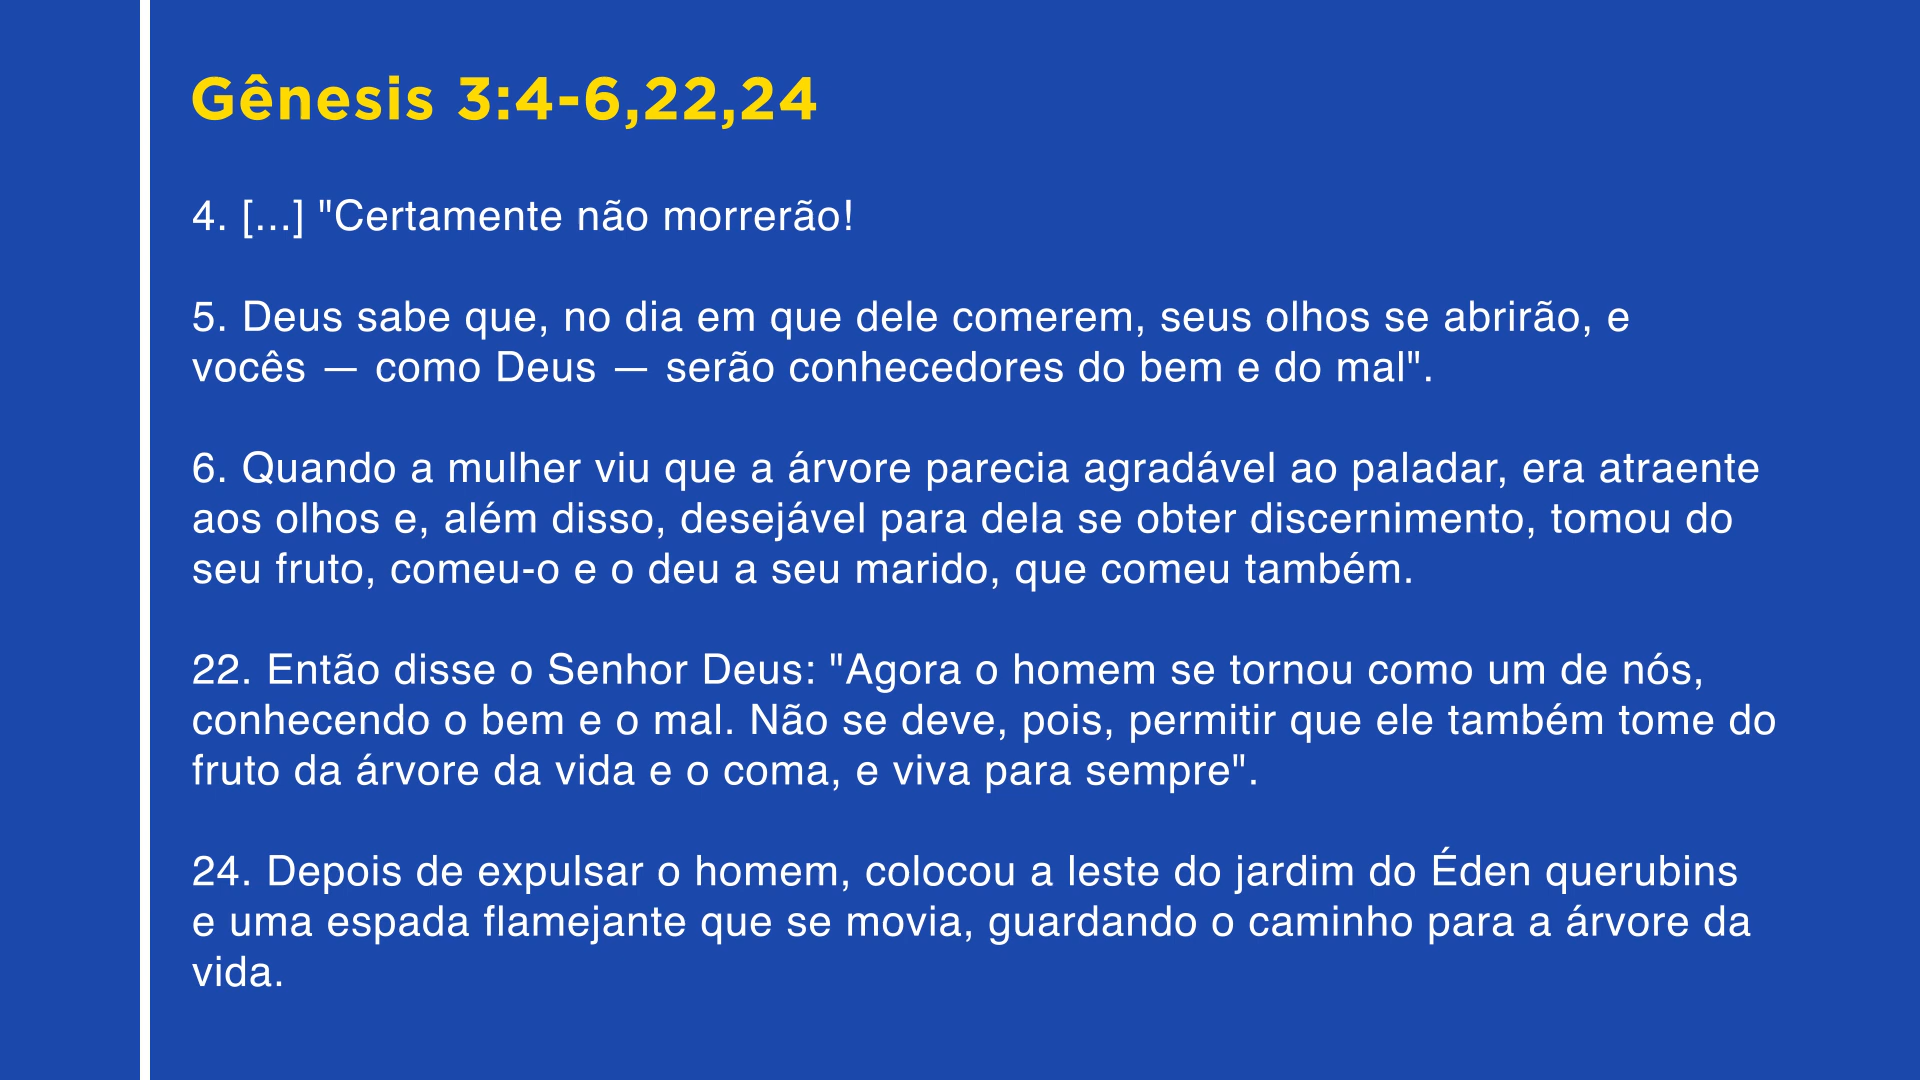 Gênesis 3:4-6,22,24
4. [...] "Certamente não morrerão!
5. Deus sabe que, no dia em que dele comerem, seus olhos se abrirão, e
vocês — como Deus — serão conhecedores do bem e do mal".
6. Quando a mulher viu que a árvore parecia agradável ao paladar, era atraente
aos olhos e, além disso, desejável para dela se obter discernimento, tomou do
seu fruto, comeu-o e o deu a seu marido, que comeu também.
22. Então disse o Senhor Deus: "Agora o homem se tornou como um de nós,
conhecendo o bem e o mal. Não se deve, pois, permitir que ele também tome do
fruto da árvore da vida e o coma, e viva para sempre".
24. Depois de expulsar o homem, colocou a leste do jardim do Éden querubins
e uma espada flamejante que se movia, guardando o caminho para a árvore da
vida.